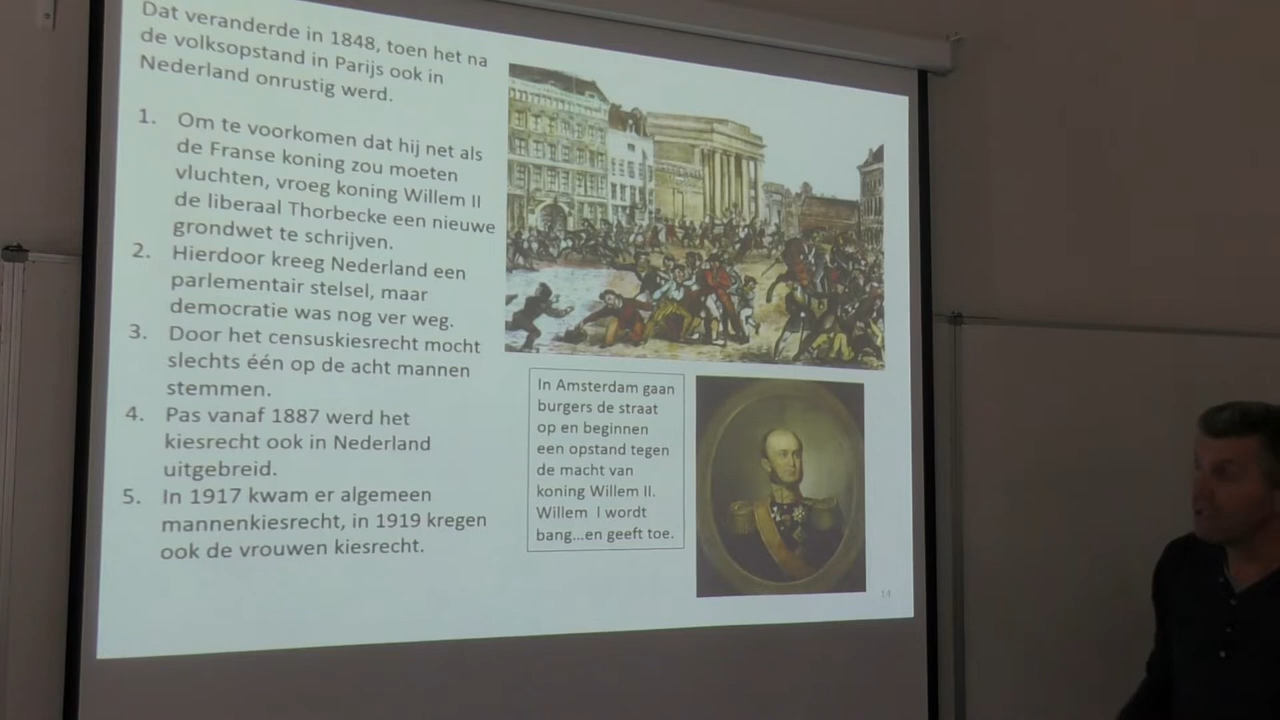 Dat veranderde in 1848, toen het na
de volksopstand in Parijs ook in
Nederland onrustig werd.
1. Om te voorkomen dat hij net als
de Franse koning zou moeten
vluchten, vroeg koning Willem II
de liberaal Thorbecke een nieuwe
grondwet te schrijven.
2. Hierdoor kreeg Nederland een
parlementair stelsel, maar
democratie was nog ver weg.
3. Door het censuskiesrecht mocht
slechts één op de acht mannen
stemmen.
4. Pas vanaf 1887 werd het
kiesrecht ook in Nederland
uitgebreid.
5. In 1917 kwam er algemeen
mannenkiesrecht, in 1919 kregen
ook de vrouwen kiesrecht.
In Amsterdam gaan
burgers de straat
op en beginnen
een opstand tegen
de macht van
koning Willem II.
Willem I wordt
bang...en geeft toe.
14